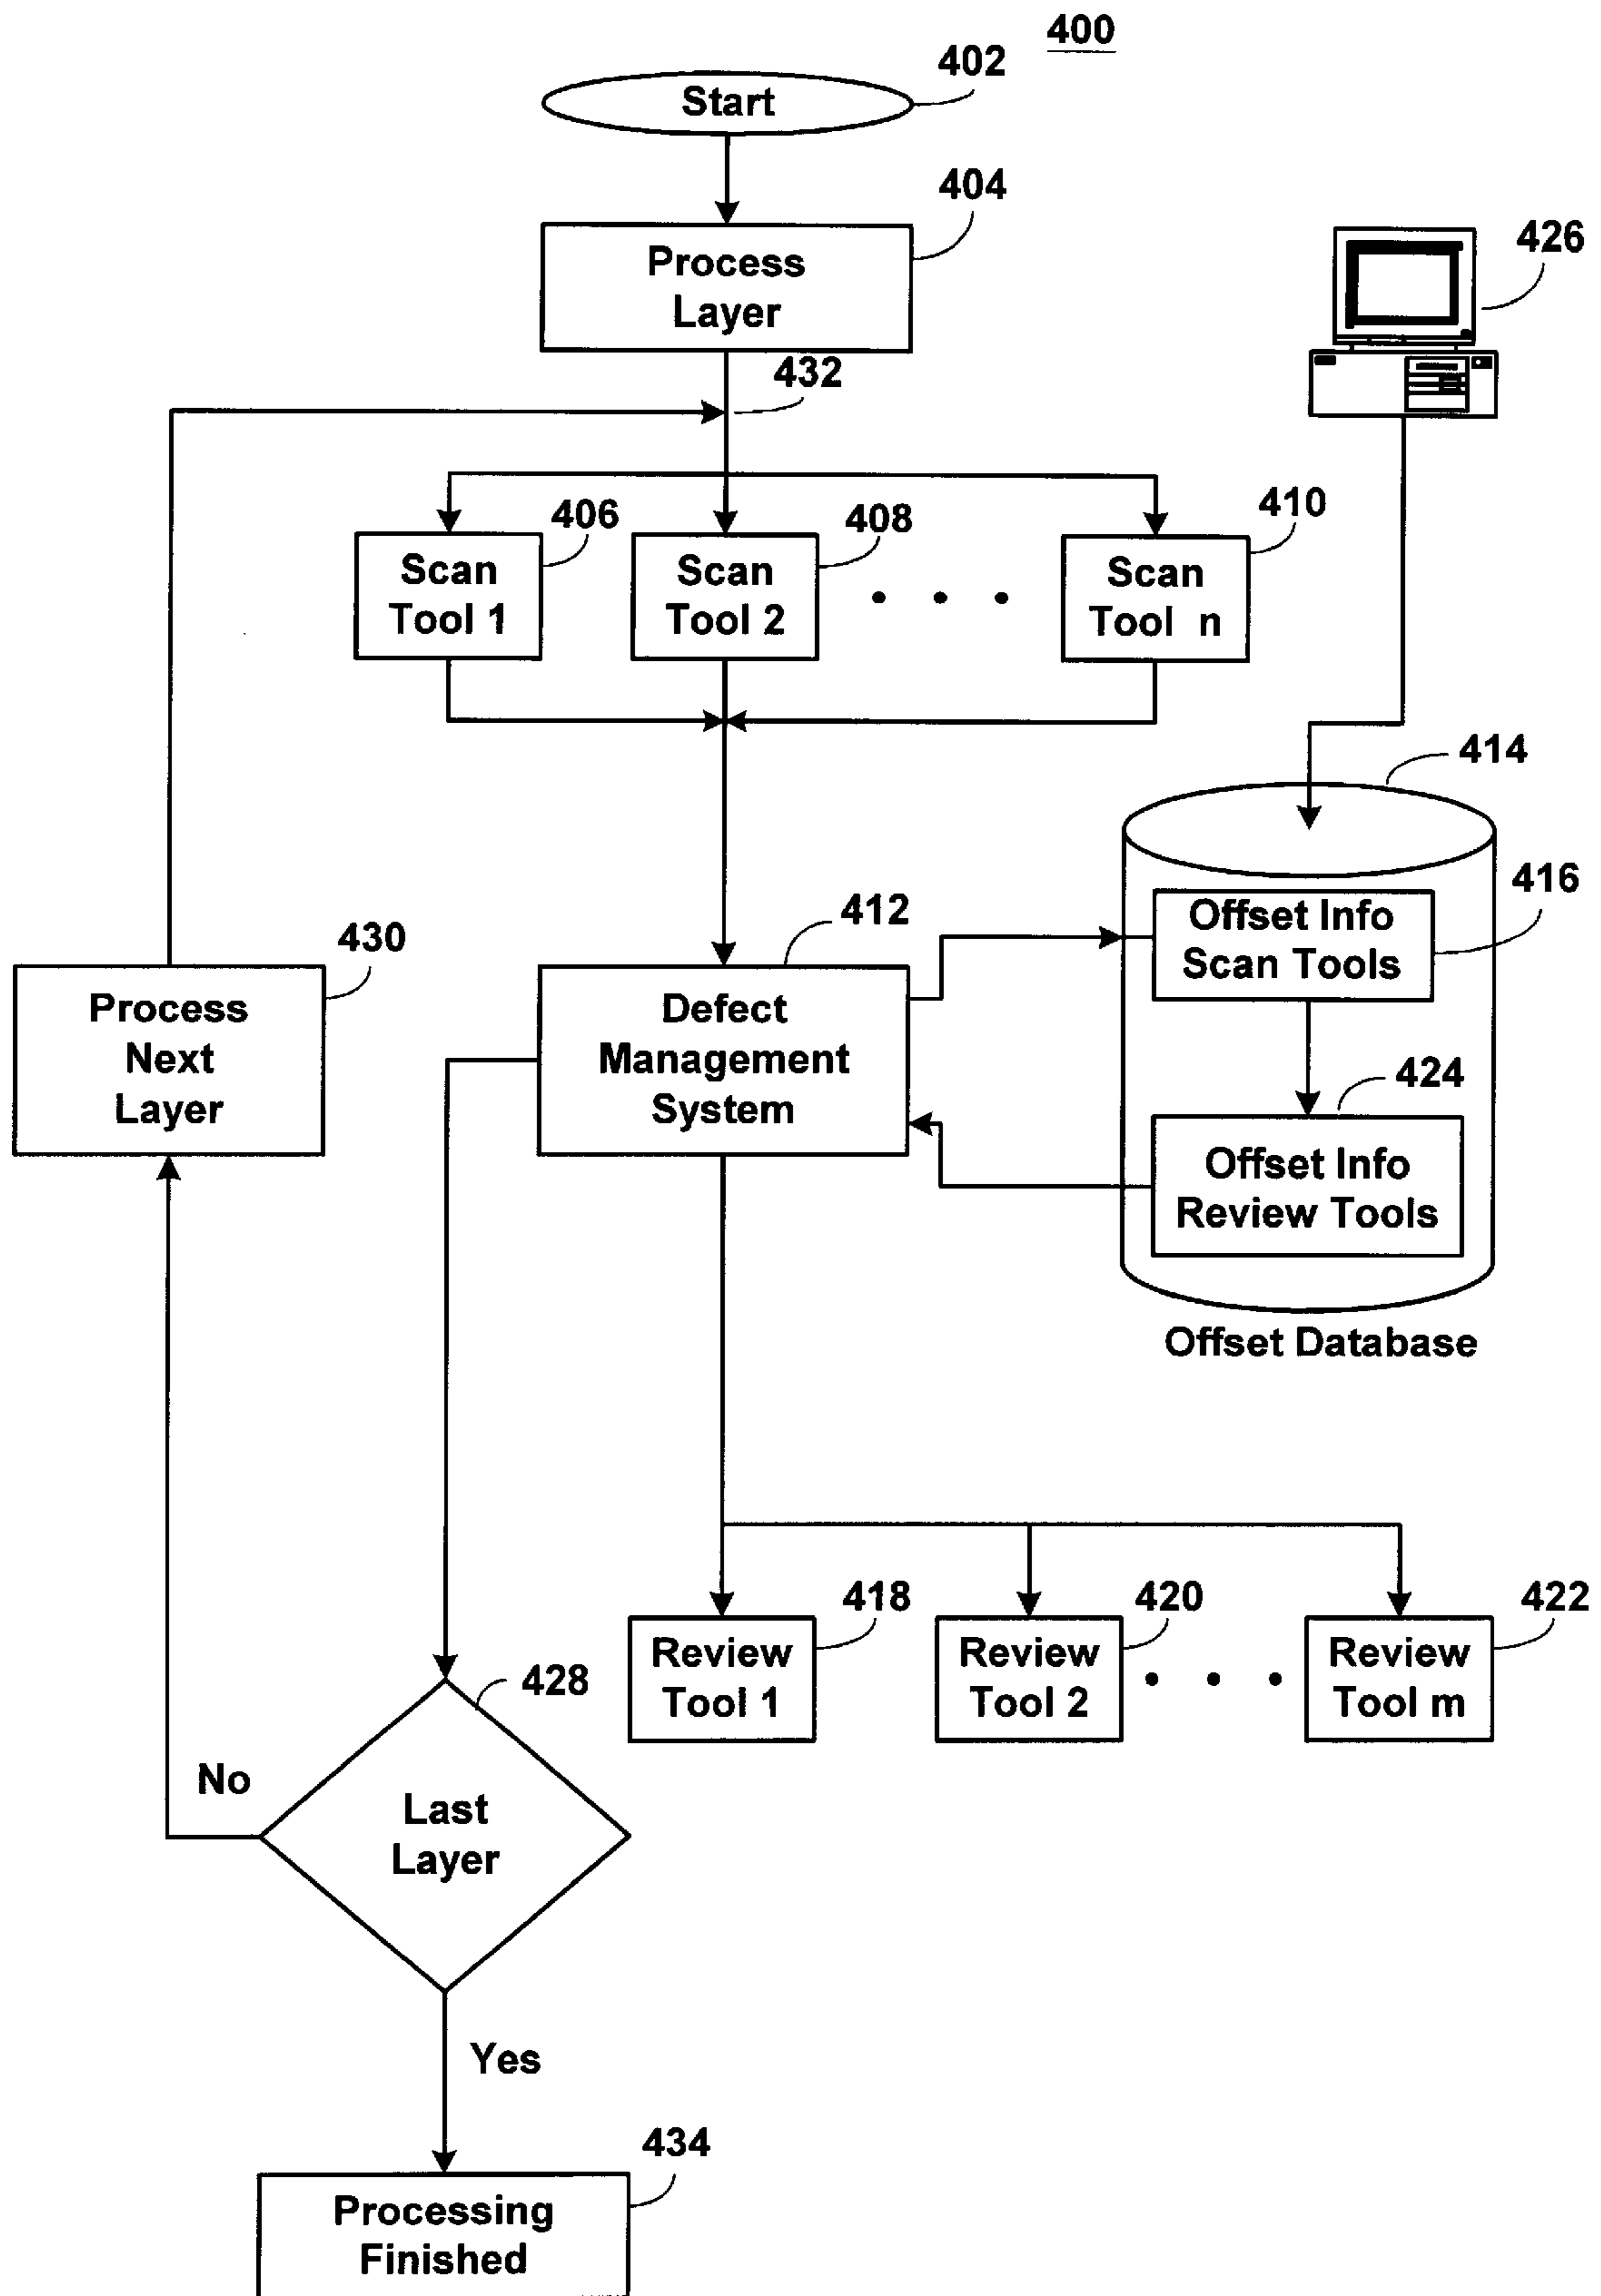 400
402
Start
404
Process
Layer
426
432
406
408
410
Scan
Tool 1
Scan
Tool 2
Scan
Tool n
414
416
Offset Info
Scan Tools
412
430
Process
Next
Layer
Defect
Management
System
424
Offset Info
Review Tools
Offset Database
418
420
422
Review
Tool 1
Review
Tool 2
Review
Tool m
428
No
Last
Layer
Yes
434
Processing
Finished